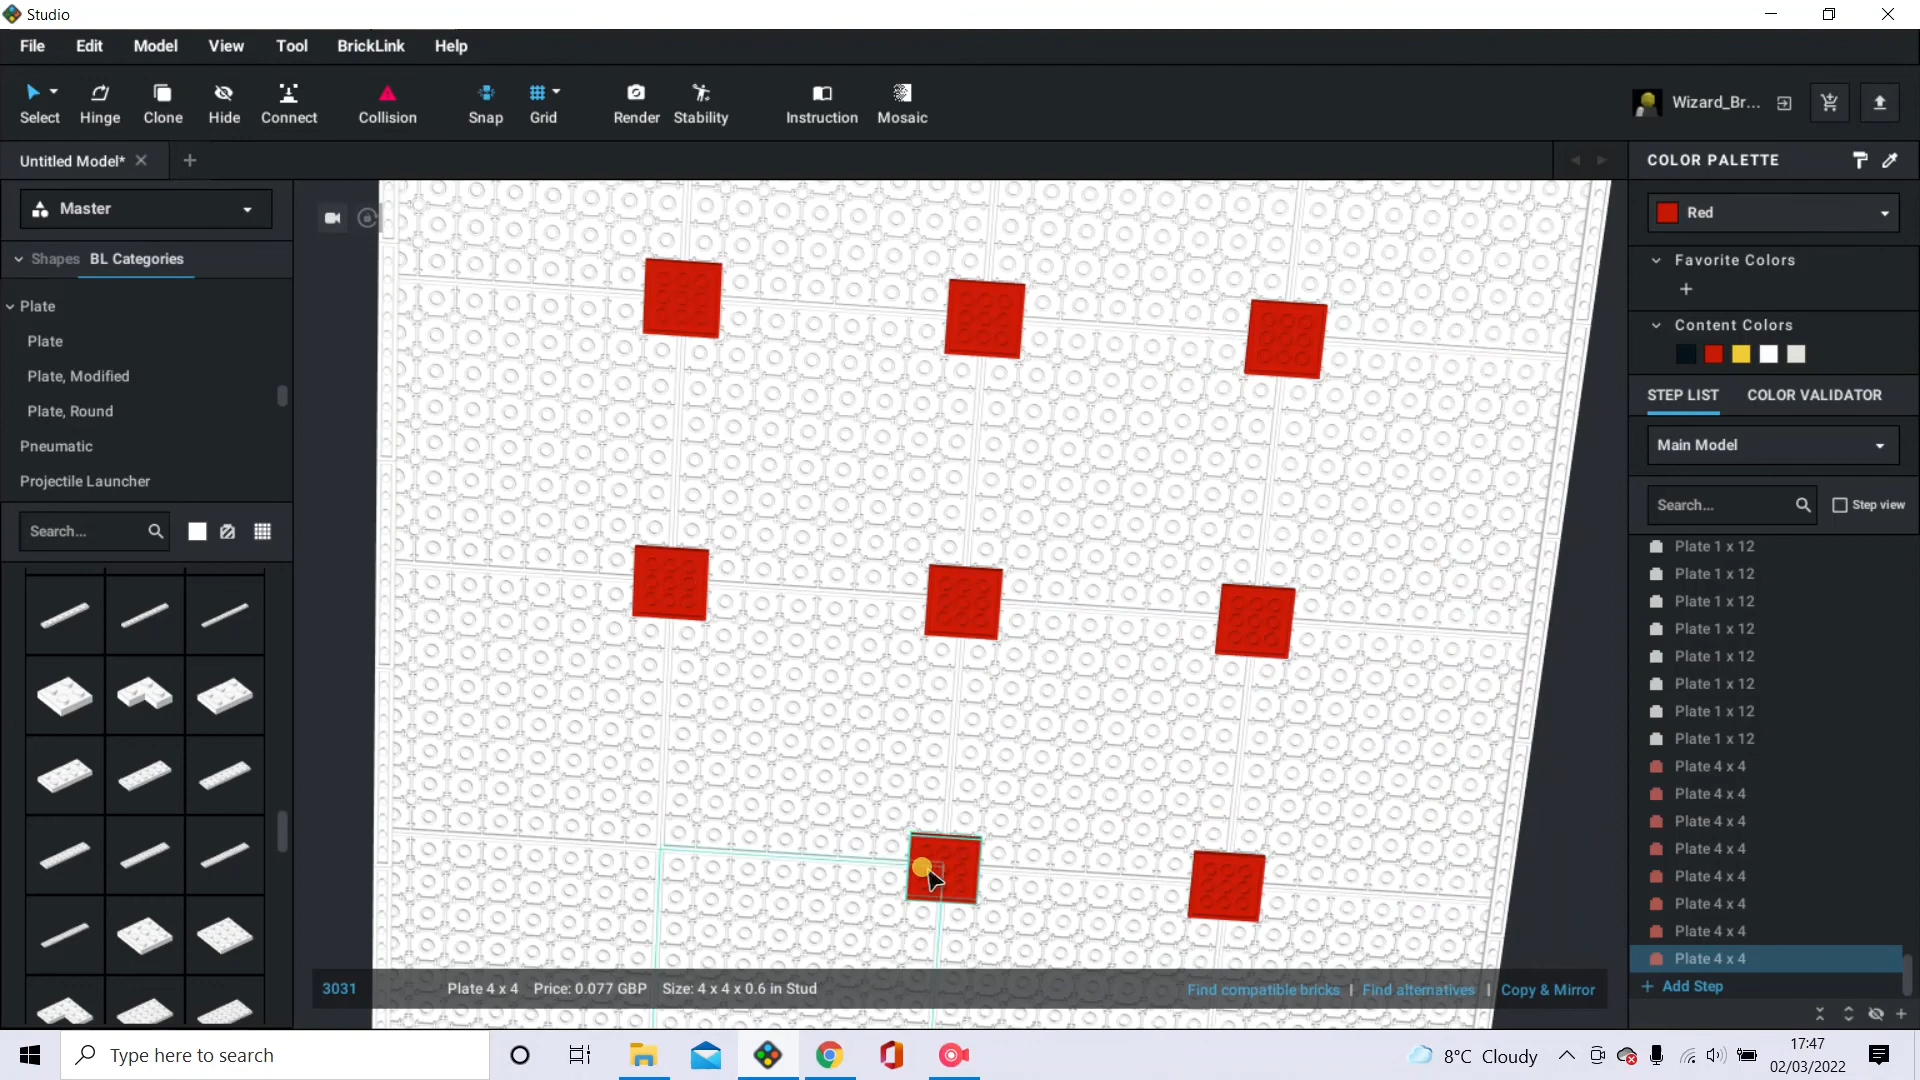 Studio
File Edit Model View Tool BrickLink Help
Select Hinge Clone Hide Connect Collision Snap Grid Render Stability Instruction Mosaic
Wizard_Br...
Untitled Model*
COLOR PALETTE
Master
Red
Shapes BL Categories
Favorite Colors
Plate
Plate
Plate, Modified
Plate, Round
Pneumatic
Projectile Launcher
Content Colors
STEP LIST COLOR VALIDATOR
Main Model
Search...
Search...
Step view
Plate 1 x 12
Plate 1 x 12
Plate 1 x 12
Plate 1 x 12
Plate 1 x 12
Plate 1 x 12
Plate 1 x 12
Plate 1 x 12
Plate 4 x 4
Plate 4 x 4
Plate 4 x 4
Plate 4 x 4
Plate 4 x 4
Plate 4 x 4
Plate 4 x 4
Plate 4 x 4
+ Add Step
3031 Plate 4 x 4 Price: 0.077 GBP Size: 4 x 4 x 0.6 in Stud
Find compatible bricks | Find alternatives | Copy & Mirror
Type here to search
8°C Cloudy
17:47
02/03/2022